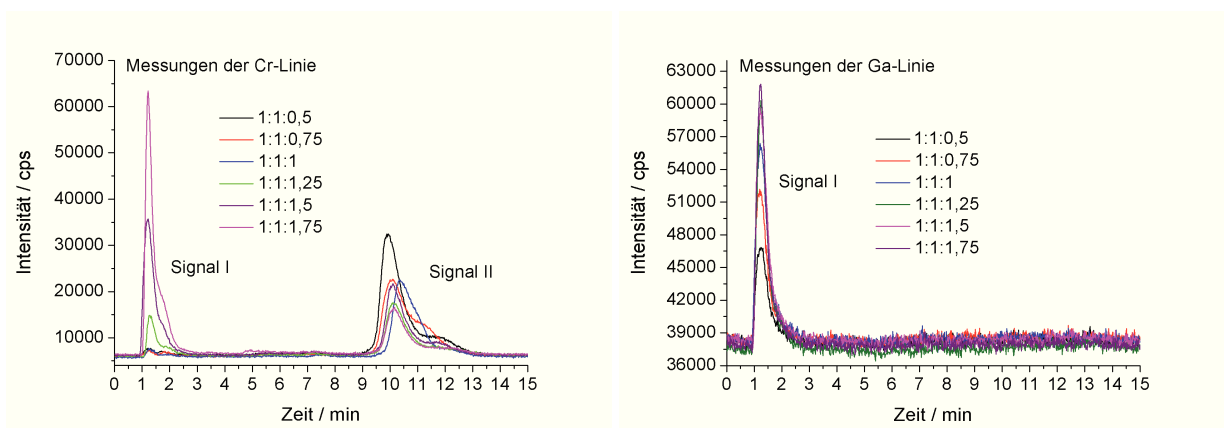 Messungen der Cr-Linie
Intensität / cps
70000
60000
50000
40000
30000
20000
10000
1:1:0,5
1:1:0,75
1:1:1
1:1:1,25
1:1:1,5
1:1:1,75
Signal I
Signal II
0 1 2 3 4 5 6 7 8 9 10 11 12 13 14 15
Zeit / min
Messungen der Ga-Linie
Intensität / cps
63000
60000
57000
54000
51000
48000
45000
42000
39000
36000
Signal I
1:1:0,5
1:1:0,75
1:1:1
1:1:1,25
1:1:1,5
1:1:1,75
0 1 2 3 4 5 6 7 8 9 10 11 12 13 14 15
Zeit / min